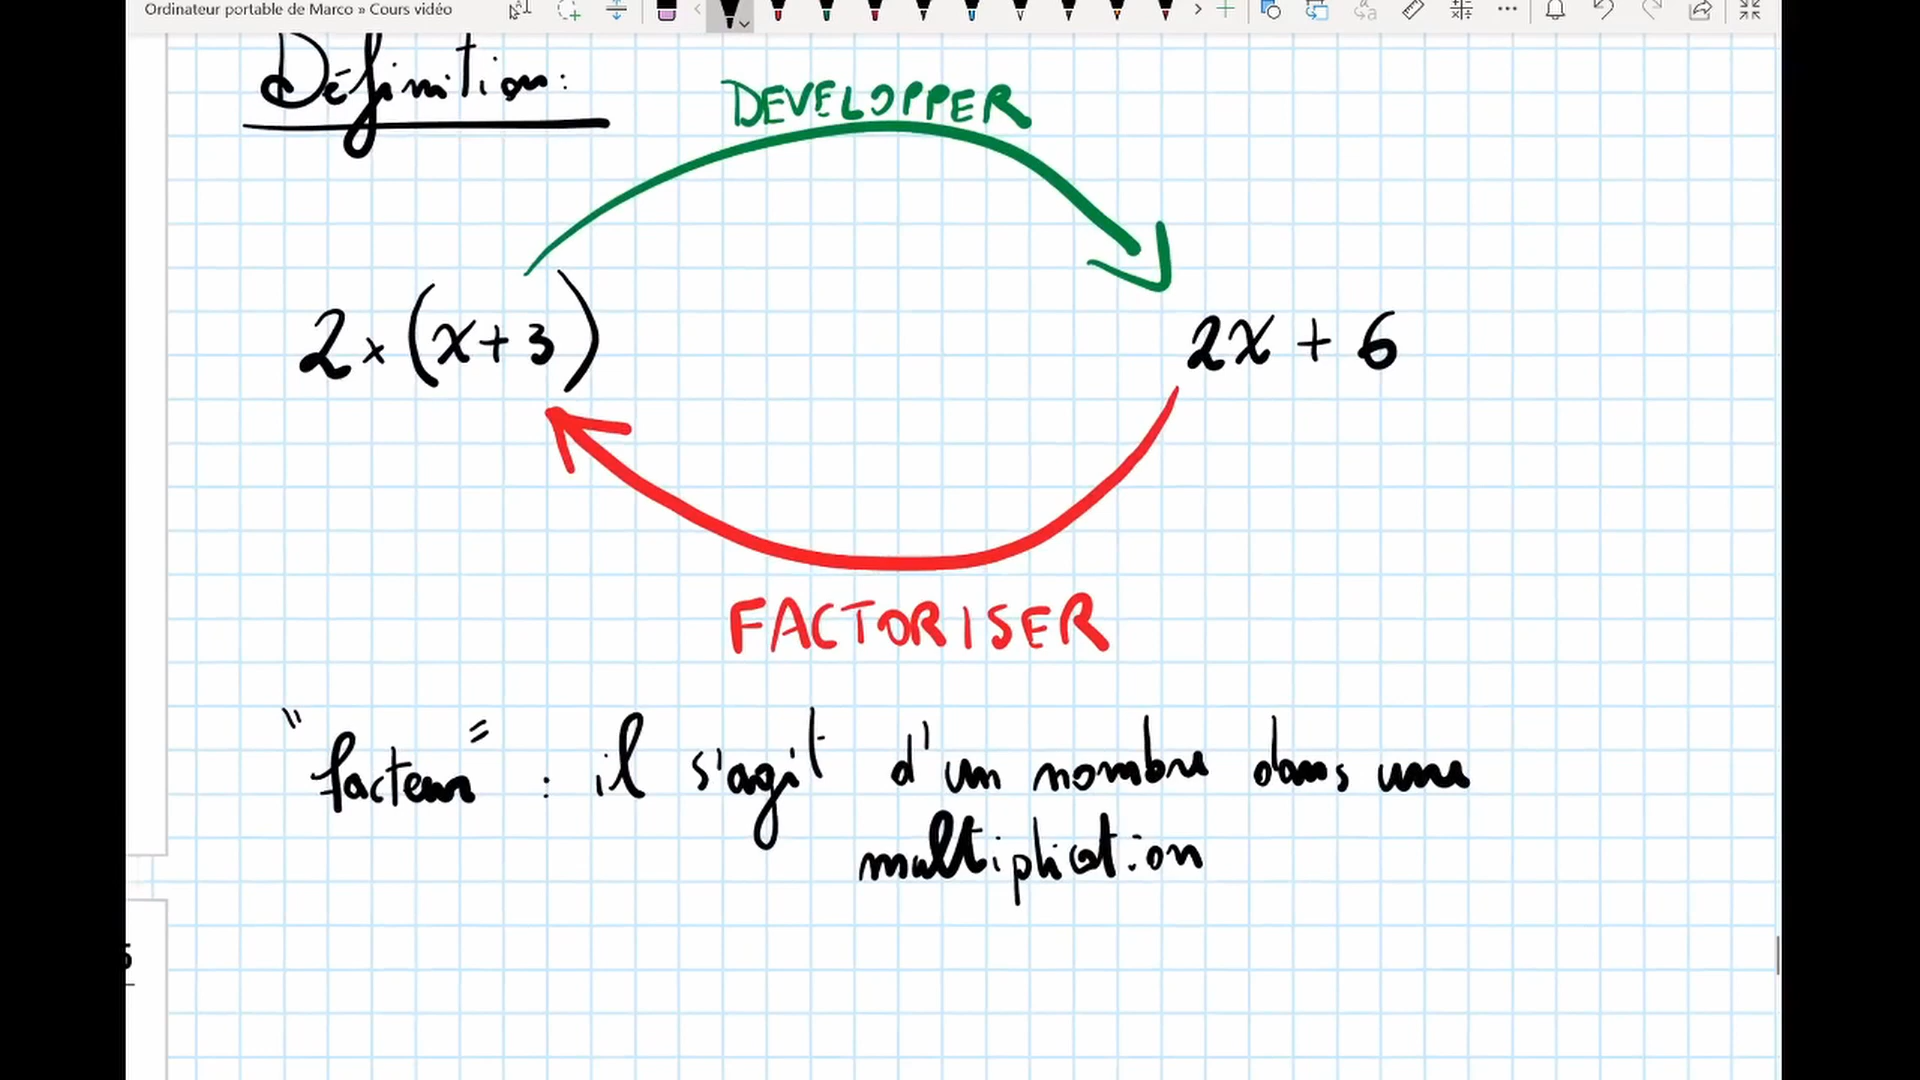 Ordinateur portable de Marco » Cours vidéo
Définition:
DEVELOPPER
2 × (x+3)
2x + 6
FACTORISER
"facteur" : il s'agit d'un nombre dans une
multiplication
5